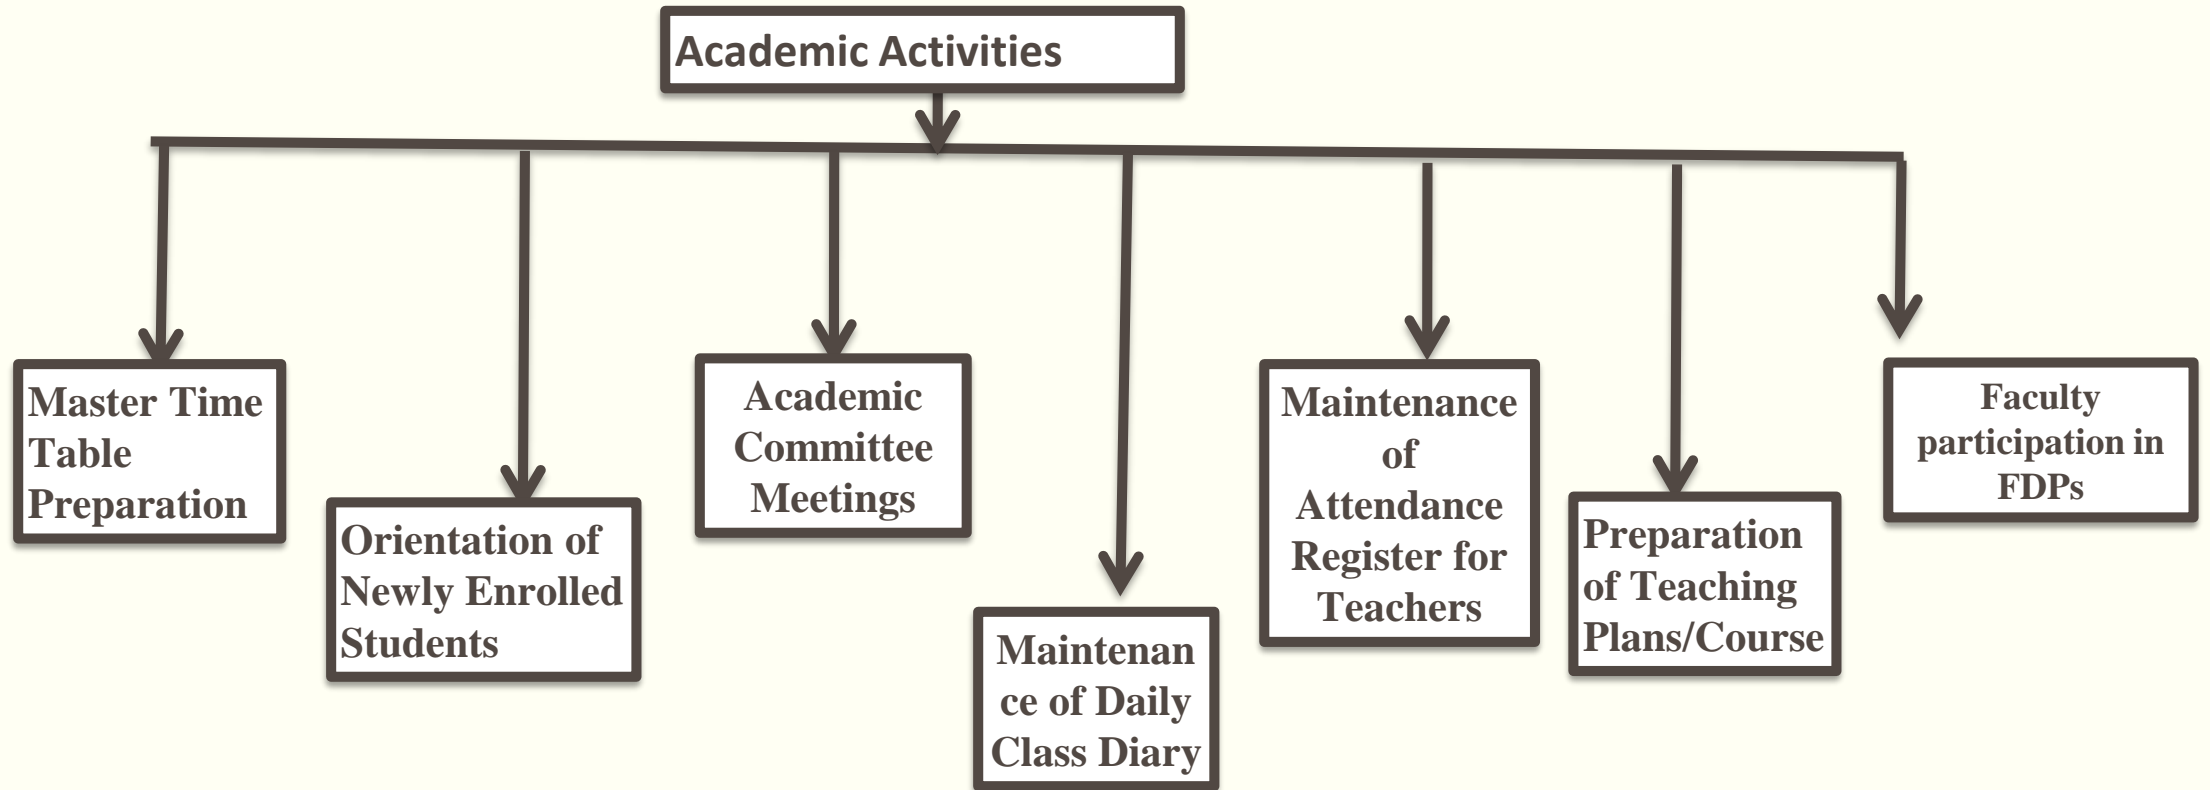 Academic Activities
Master Time
Table
Preparation
Orientation of
Newly Enrolled
Students
Academic
Committee
Meetings
Maintenan
ce of Daily
Class Diary
Maintenance
of
Attendance
Register for
Teachers
Preparation
of Teaching
Plans/Course
Faculty
participation in
FDPs